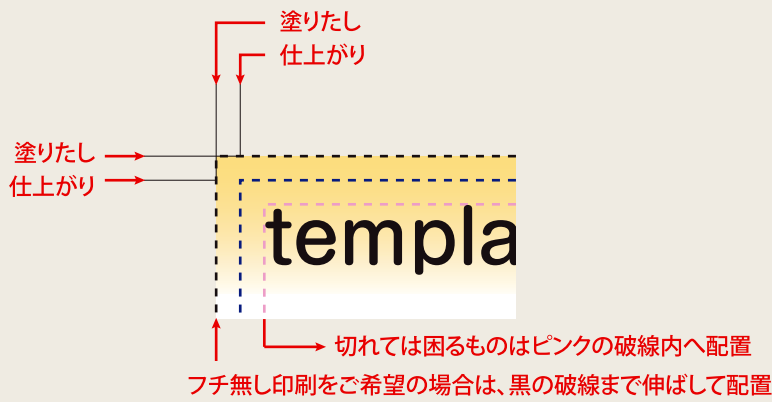 塗りたし
仕上がり
塗りたし
仕上がり
templa
切れては困るものはピンクの破線内へ配置
フチ無し印刷をご希望の場合は、黒の破線まで伸ばして配置